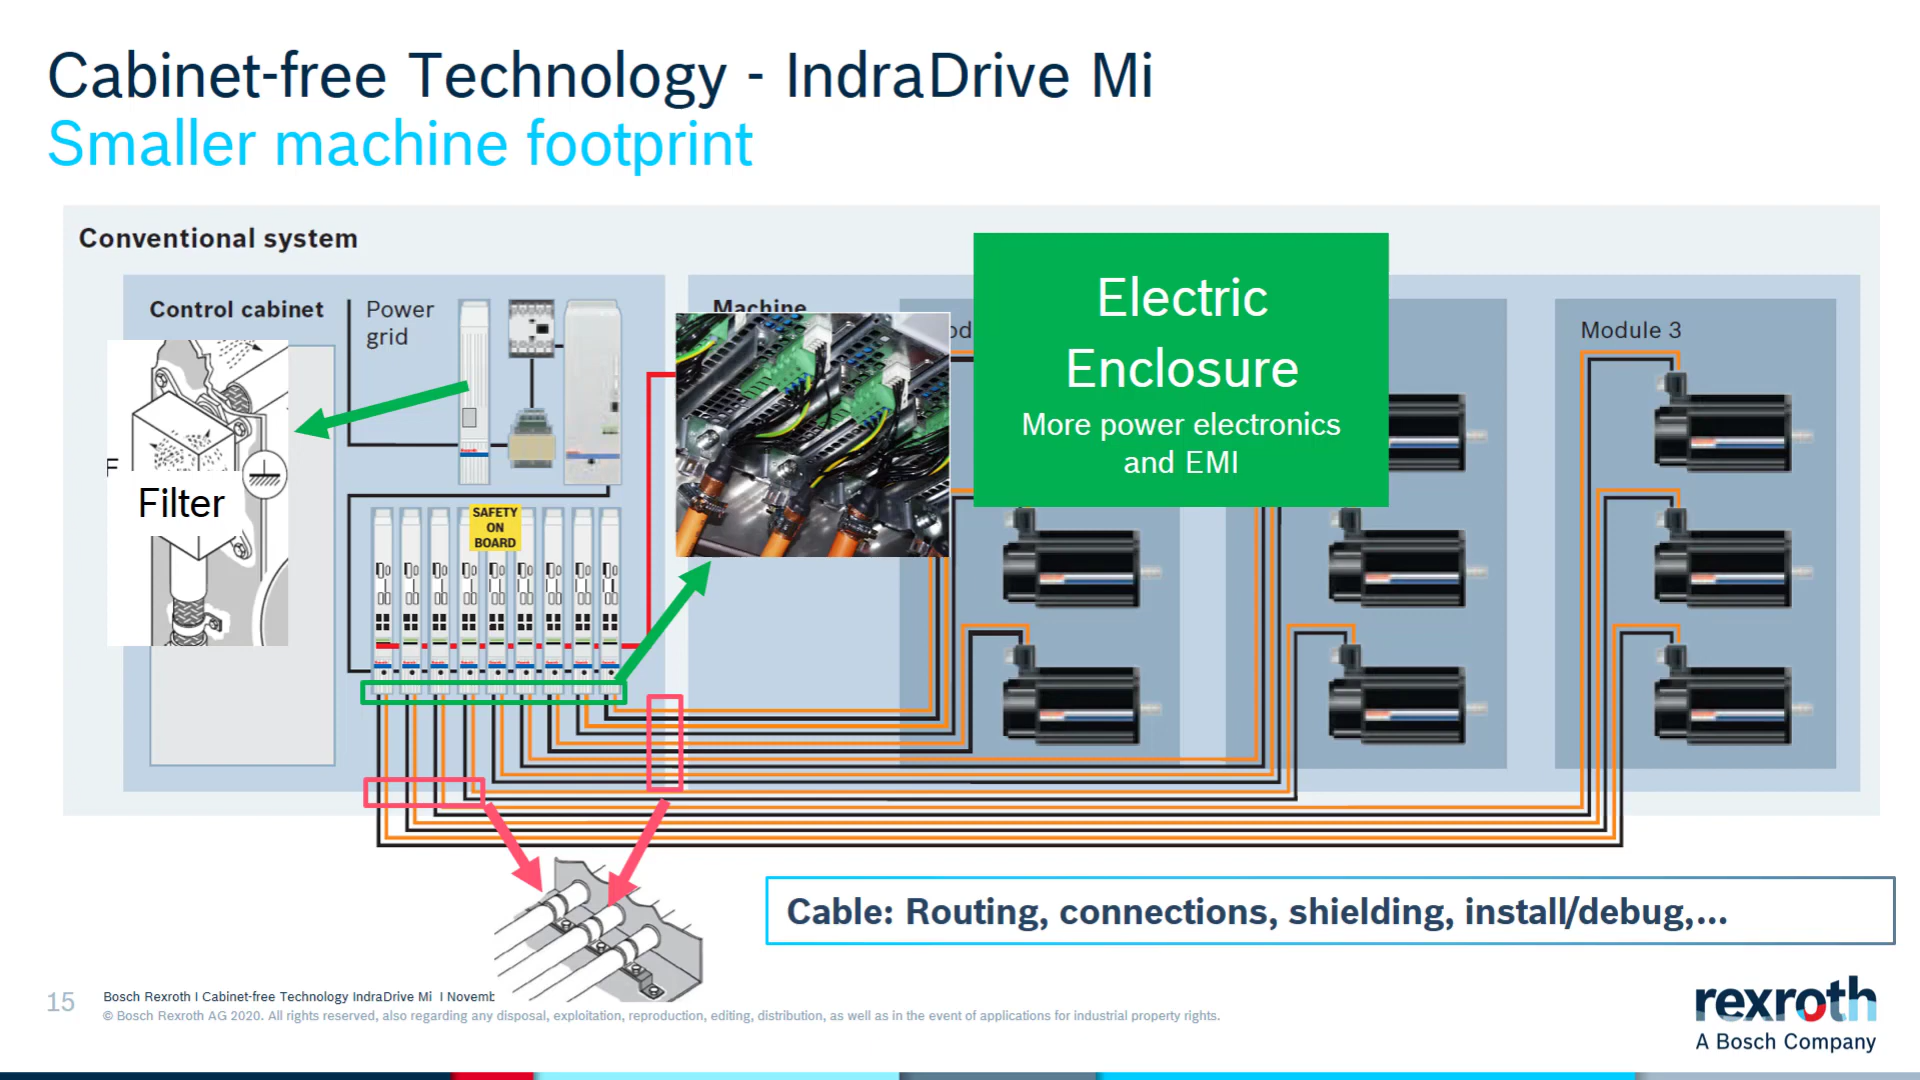 Cabinet-free Technology - IndraDrive Mi
Smaller machine footprint
Conventional system
Control cabinet
Power
grid
Machine
Electric
Enclosure
More power electronics
and EMI
Module 3
Filter
SAFETY
ON
BOARD
Cable: Routing, connections, shielding, install/debug,...
15
Bosch Rexroth I Cabinet-free Technology IndraDrive Mi I Novemb
© Bosch Rexroth AG 2020. All rights reserved, also regarding any disposal, exploitation, reproduction, editing, distribution, as well as in the event of applications for industrial property rights.
rexroth
A Bosch Company